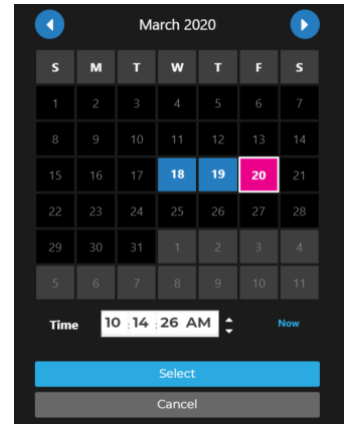 March 2020
S M T W T F S
1 2 3 4 5 6 7
8 9 10 11 12 13 14
15 16 17 18 19 20 21
22 23 24 25 26 27 28
29 30 31 1 2 3 4
5 6 7 8 9 10 11
Time 10 : 14 : 26 AM Now
Select
Cancel